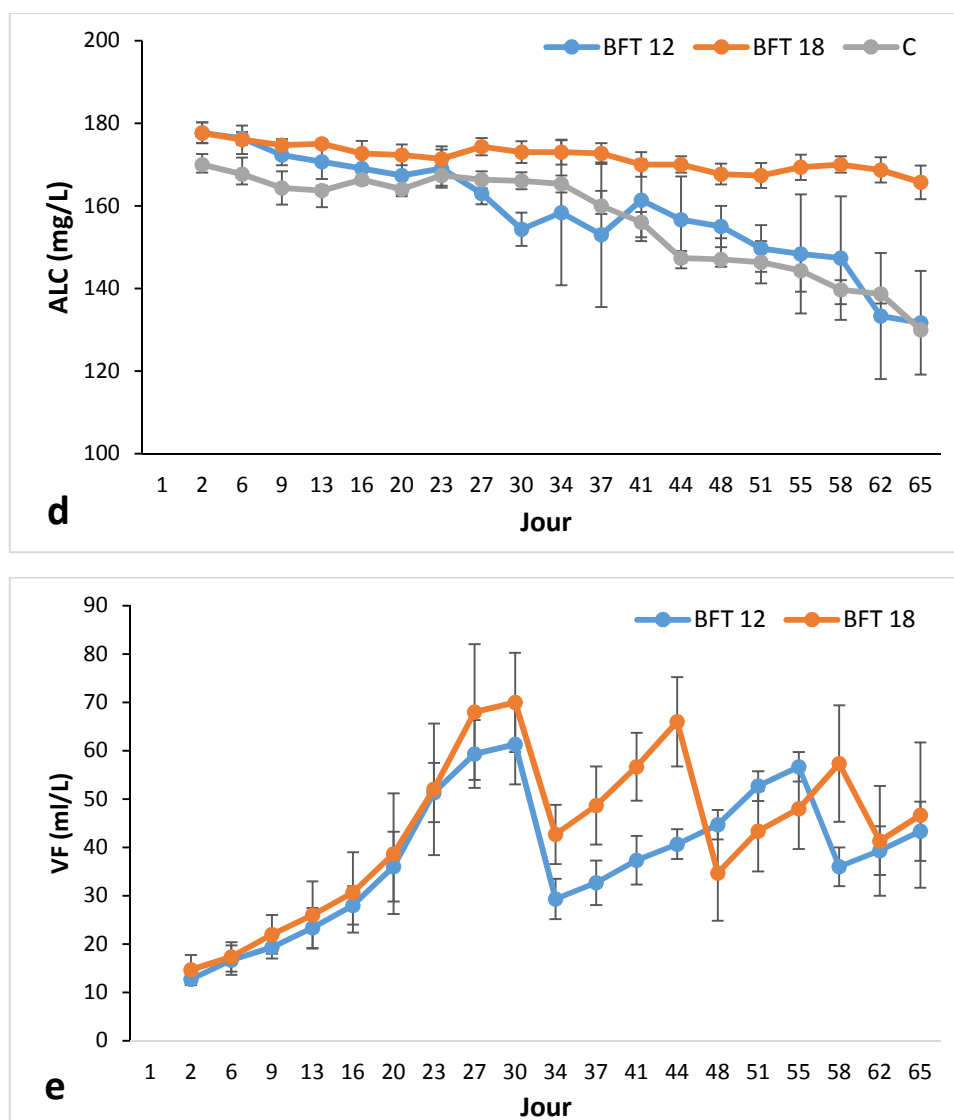 200
180
160
140
120
100
ALC (mg/L)
BFT 12 BFT 18 C
1 2 6 9 13 16 20 23 27 30 34 37 41 44 48 51 55 58 62 65
Jour
d
90
80
70
60
50
40
30
20
10
0
VF (ml/L)
BFT 12 BFT 18
1 2 6 9 13 16 20 23 27 30 34 37 41 44 48 51 55 58 62 65
Jour
e